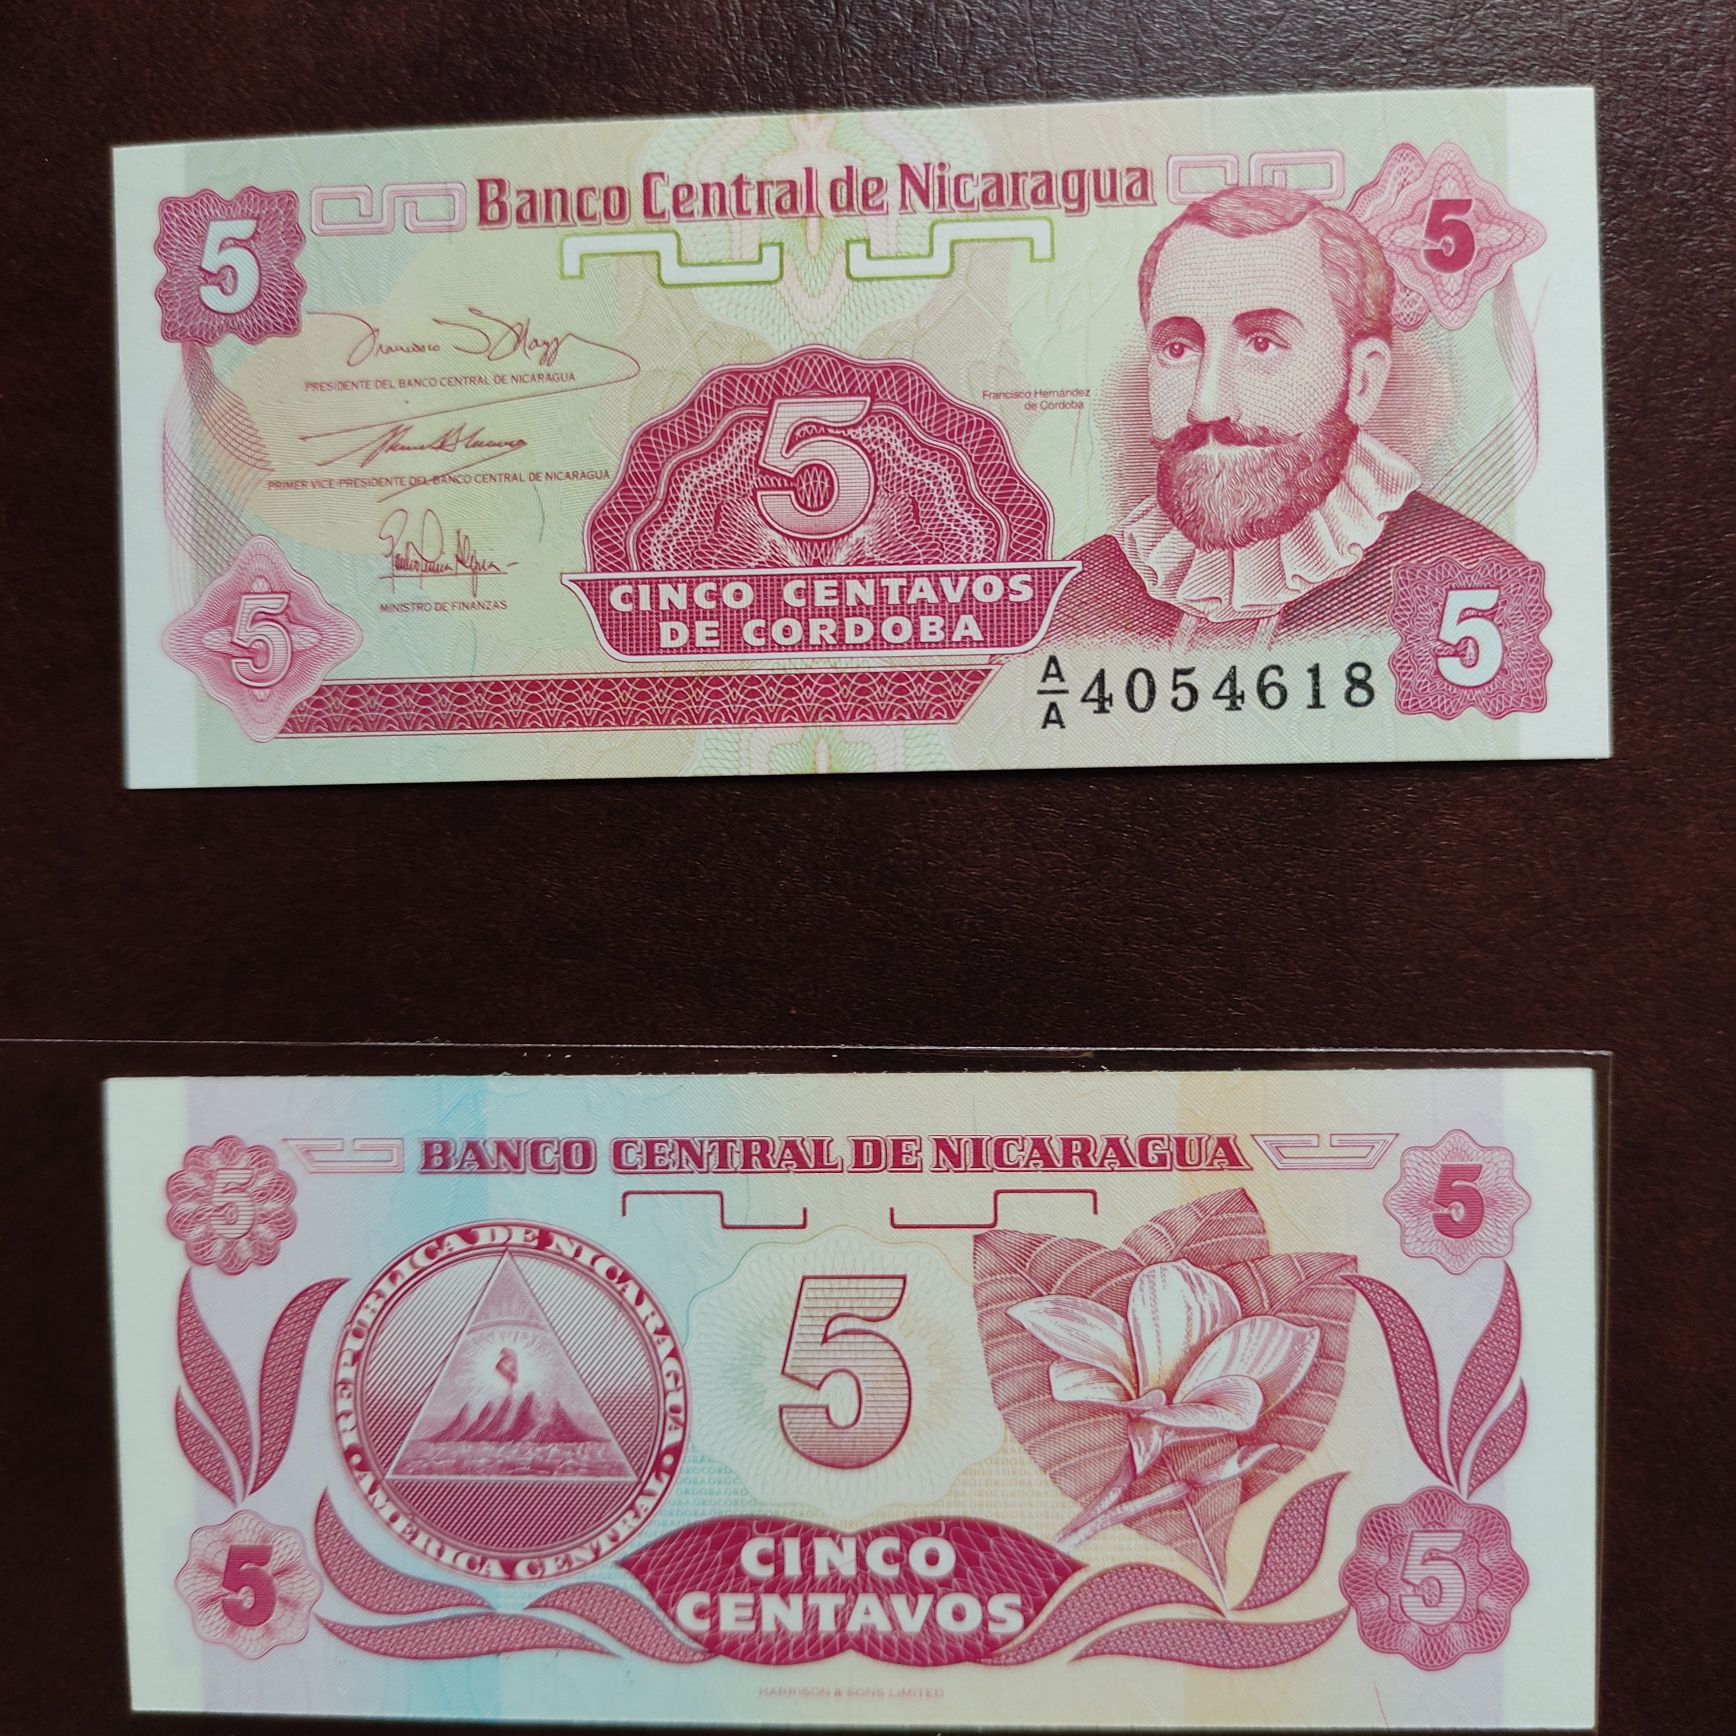 5
Banco Central de Nicaragua
5
PRESIDENTE DEL BANCO CENTRAL DE NICARAGUA
Francisco Hernández
de Córdoba
5
PRIMER VICE-PRESIDENTE DEL BANCO CENTRAL DE NICARAGUA
MINISTRO DE FINANZAS
CINCO CENTAVOS
DE CORDOBA
5
5
A/A 4054618
BANCO CENTRAL DE NICARAGUA
5
5
REPÚBLICA DE NICARAGUA
AMERICA CENTRAL
5
CINCO
CENTAVOS
5
5
HARRISON & SONS LIMITED